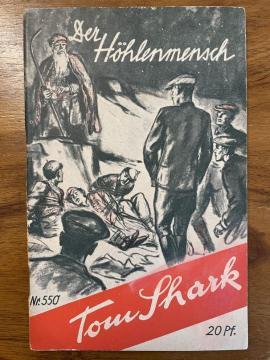 Der
Höhlenmensch
Nr. 550
Tom Shark
20 Pf.